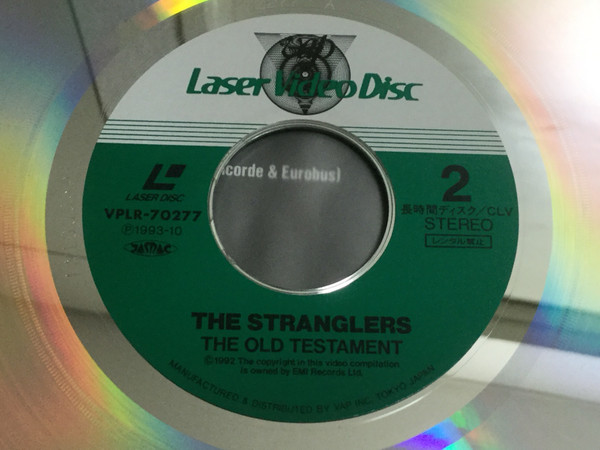 Laser Video Disc
LASER DISC
VPLR-70277
Ⓟ1993·10
JASRAC
corde & Eurobus)
2
長時間ディスク/CLV
STEREO
レンタル禁止
THE STRANGLERS
THE OLD TESTAMENT
©1992 The copyright in this video compilation
is owned by EMI Records Ltd.
MANUFACTURED & DISTRIBUTED BY VAP INC. TOKYO JAPAN